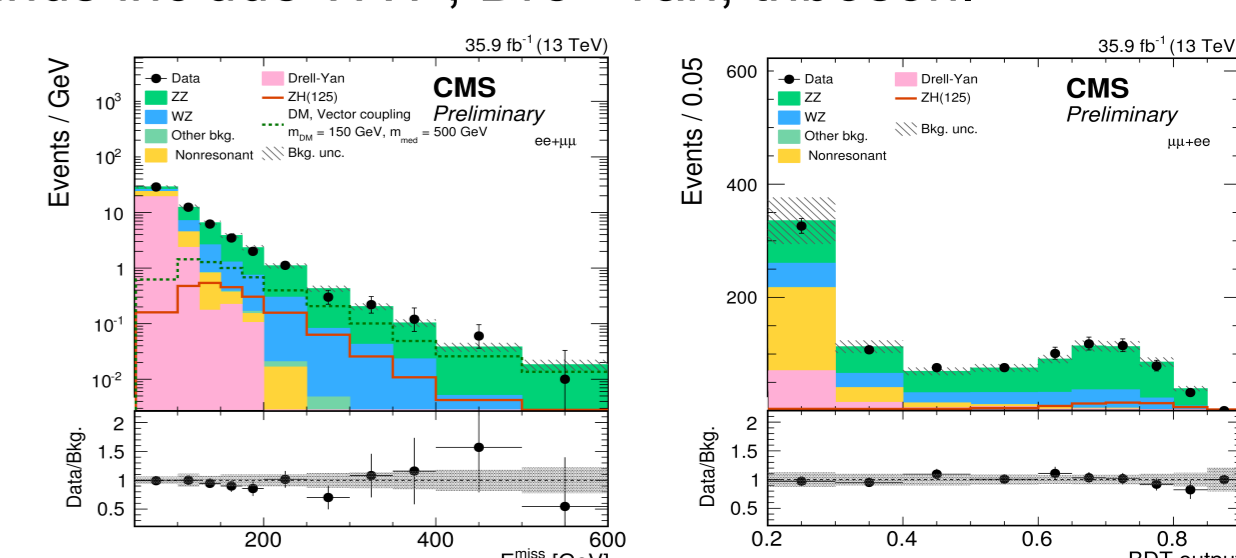 35.9 fb⁻¹ (13 TeV)
Events / GeV
Data
ZZ
WZ
Other bkg.
Nonresonant
Drell-Yan
ZH(125)
DM, Vector coupling
m_DM = 150 GeV, m_med = 500 GeV
Bkg. unc.
CMS
Preliminary
ee+μμ
10³
10²
10
1
10⁻¹
10⁻²
Data/Bkg.
2
1.5
1
0.5
200
400
600
E_T^miss [GeV]
35.9 fb⁻¹ (13 TeV)
Events / 0.05
Data
ZZ
WZ
Other bkg.
Nonresonant
Drell-Yan
ZH(125)
Bkg. unc.
CMS
Preliminary
μμ+ee
600
400
200
Data/Bkg.
2
1.5
1
0.5
0.2
0.4
0.6
0.8
BDT output